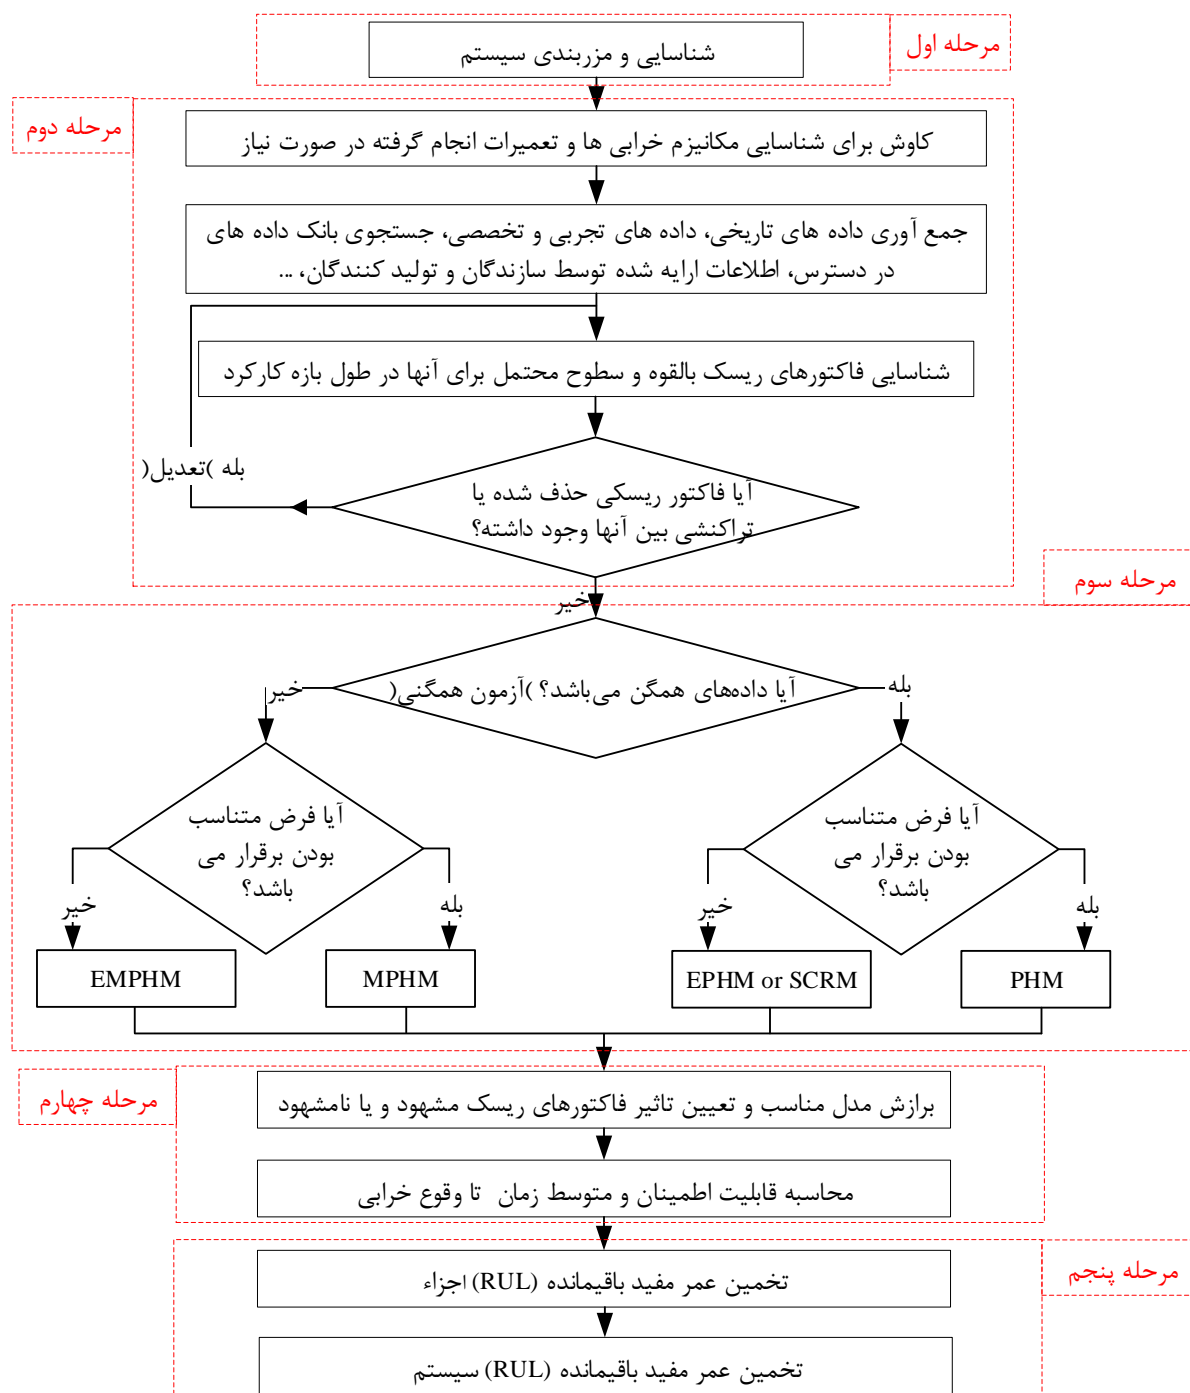 مرحله اول
شناسایی و مزربندی سیستم
مرحله دوم
کاوش برای شناسایی مکانیزم خرابی ها و تعمیرات انجام گرفته در صورت نیاز
جمع آوری داده های تاریخی، داده های تجربی و تخصصی، جستجوی بانک داده های
در دسترس، اطلاعات ارایه شده توسط سازندگان و تولید کنندگان، ...
شناسایی فاکتورهای ریسک بالقوه و سطوح محتمل برای آنها در طول بازه کارکرد
بله )تعدیل(
آیا فاکتور ریسکی حذف شده یا
تراکنشی بین آنها وجود داشته؟
مرحله سوم
خیر
آیا داده‌های همگن می‌باشد؟ )آزمون همگنی(
بله
خیر
آیا فرض متناسب
بودن برقرار می
باشد؟
آیا فرض متناسب
بودن برقرار می
باشد؟
بله
خیر
بله
خیر
PHM
EPHM or SCRM
MPHM
EMPHM
مرحله چهارم
برازش مدل مناسب و تعیین تاثیر فاکتورهای ریسک مشهود و یا نامشهود
محاسبه قابلیت اطمینان و متوسط زمان تا وقوع خرابی
مرحله پنجم
تخمین عمر مفید باقیمانده (RUL) اجزاء
تخمین عمر مفید باقیمانده (RUL) سیستم